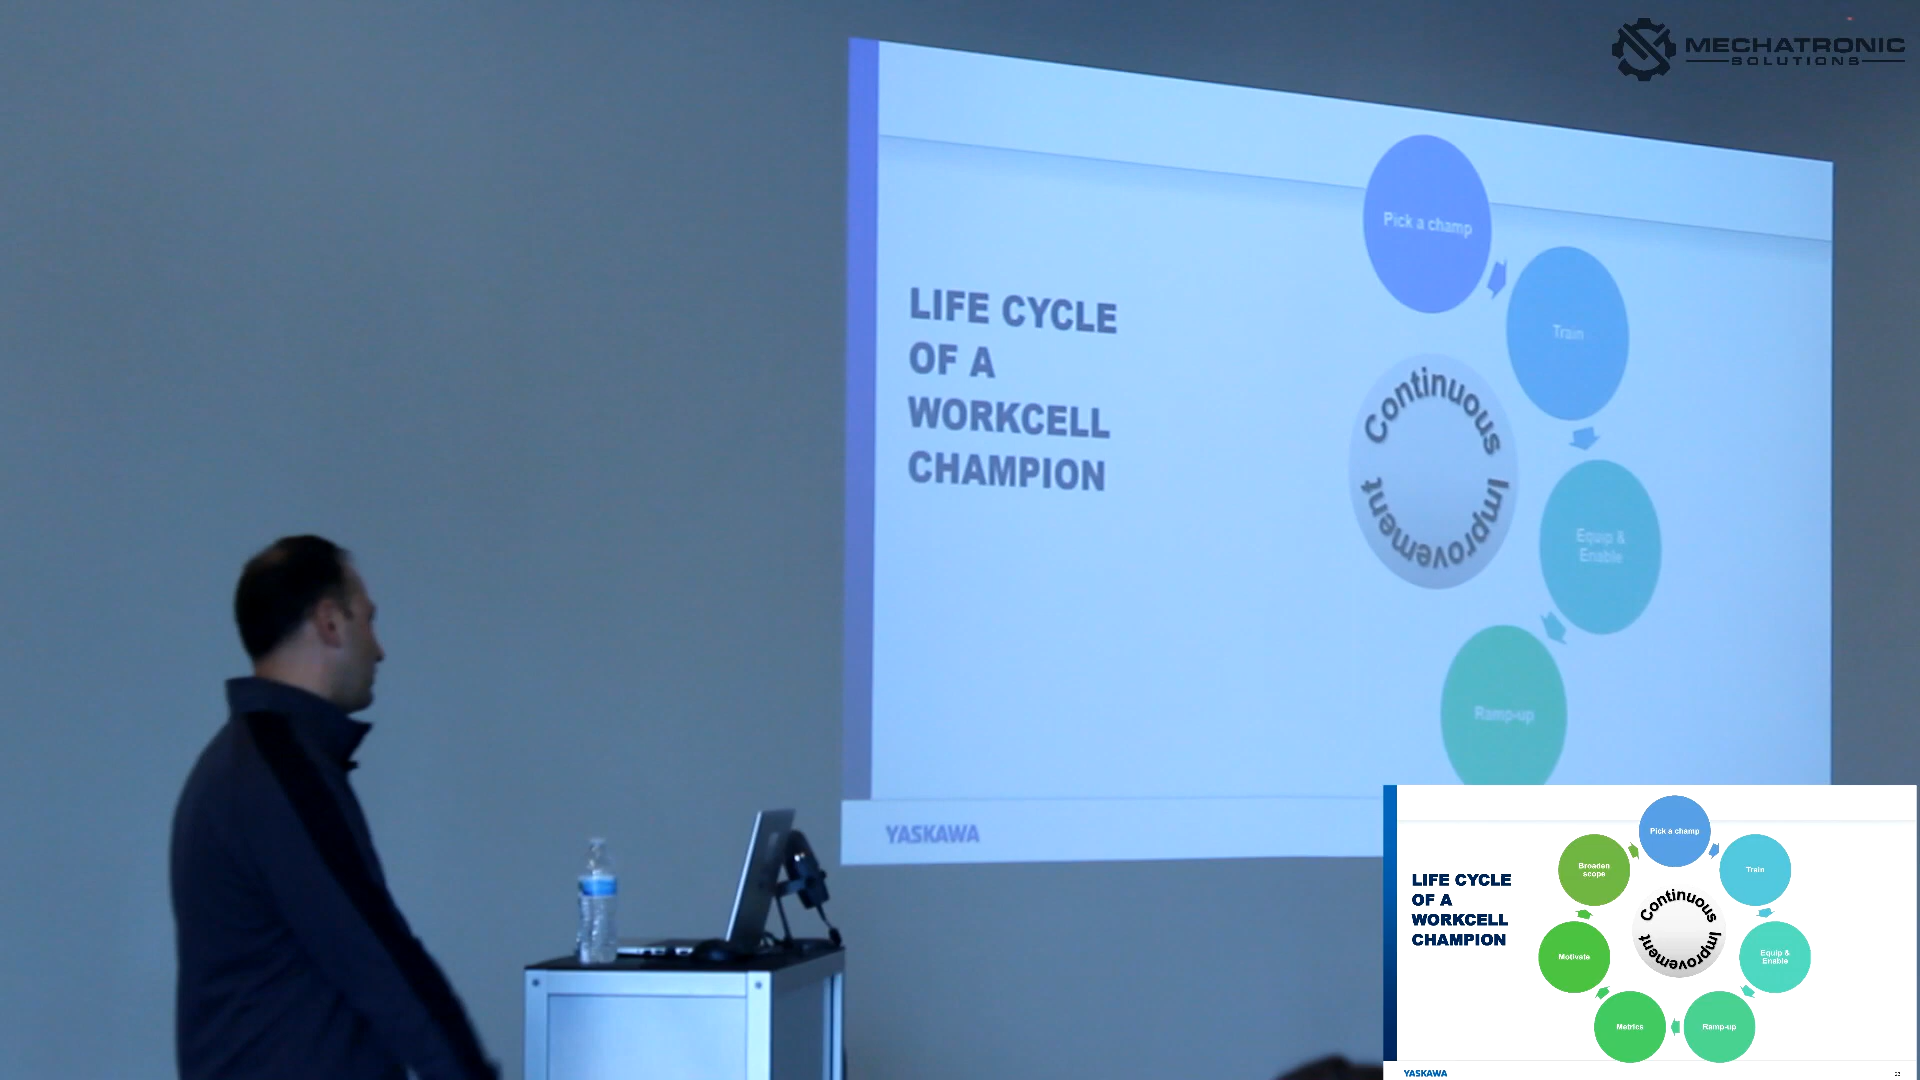 MECHATRONIC
SOLUTIONS
LIFE CYCLE
OF A
WORKCELL
CHAMPION
Pick a champ
Train
Equip &
Enable
Ramp-up
Continuous Improvement
YASKAWA
LIFE CYCLE
OF A
WORKCELL
CHAMPION
Pick a champ
Train
Equip &
Enable
Ramp-up
Metrics
Motivate
Broaden
scope
Continuous Improvement
YASKAWA